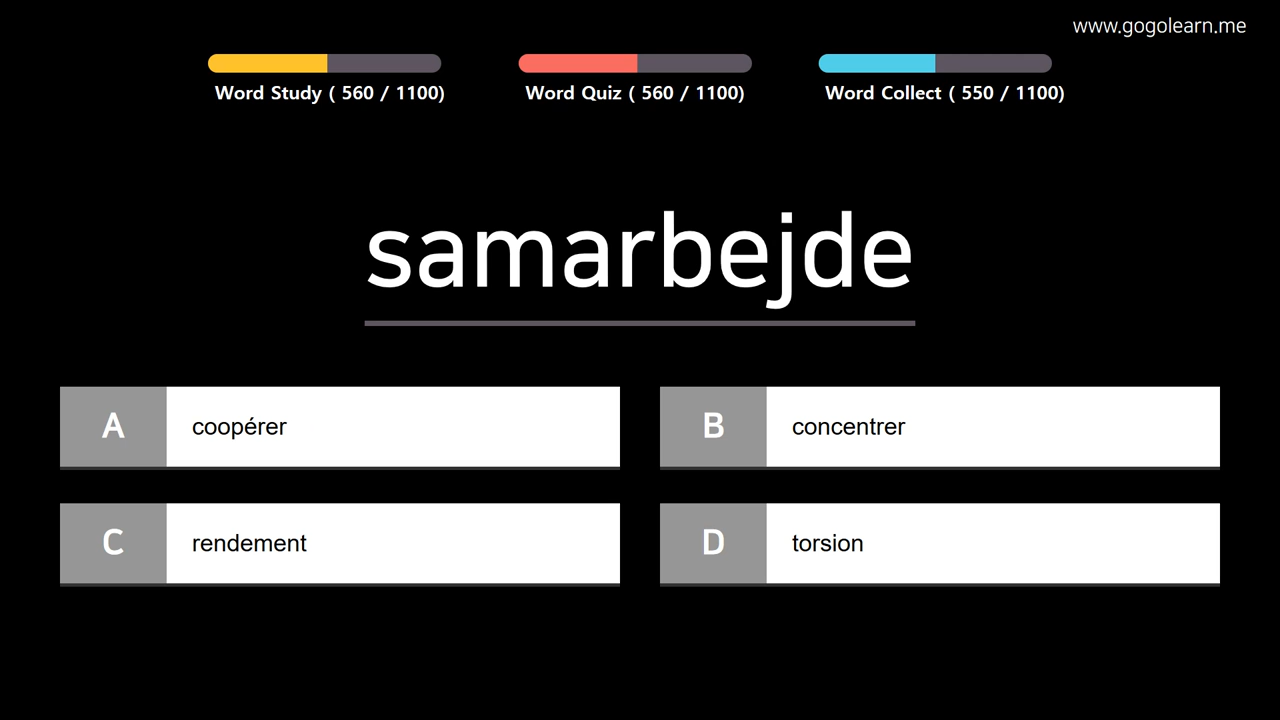 www.gogolearn.me
Word Study ( 560 / 1100)
Word Quiz ( 560 / 1100)
Word Collect ( 550 / 1100)
samarbejde
A coopérer
B concentrer
C rendement
D torsion